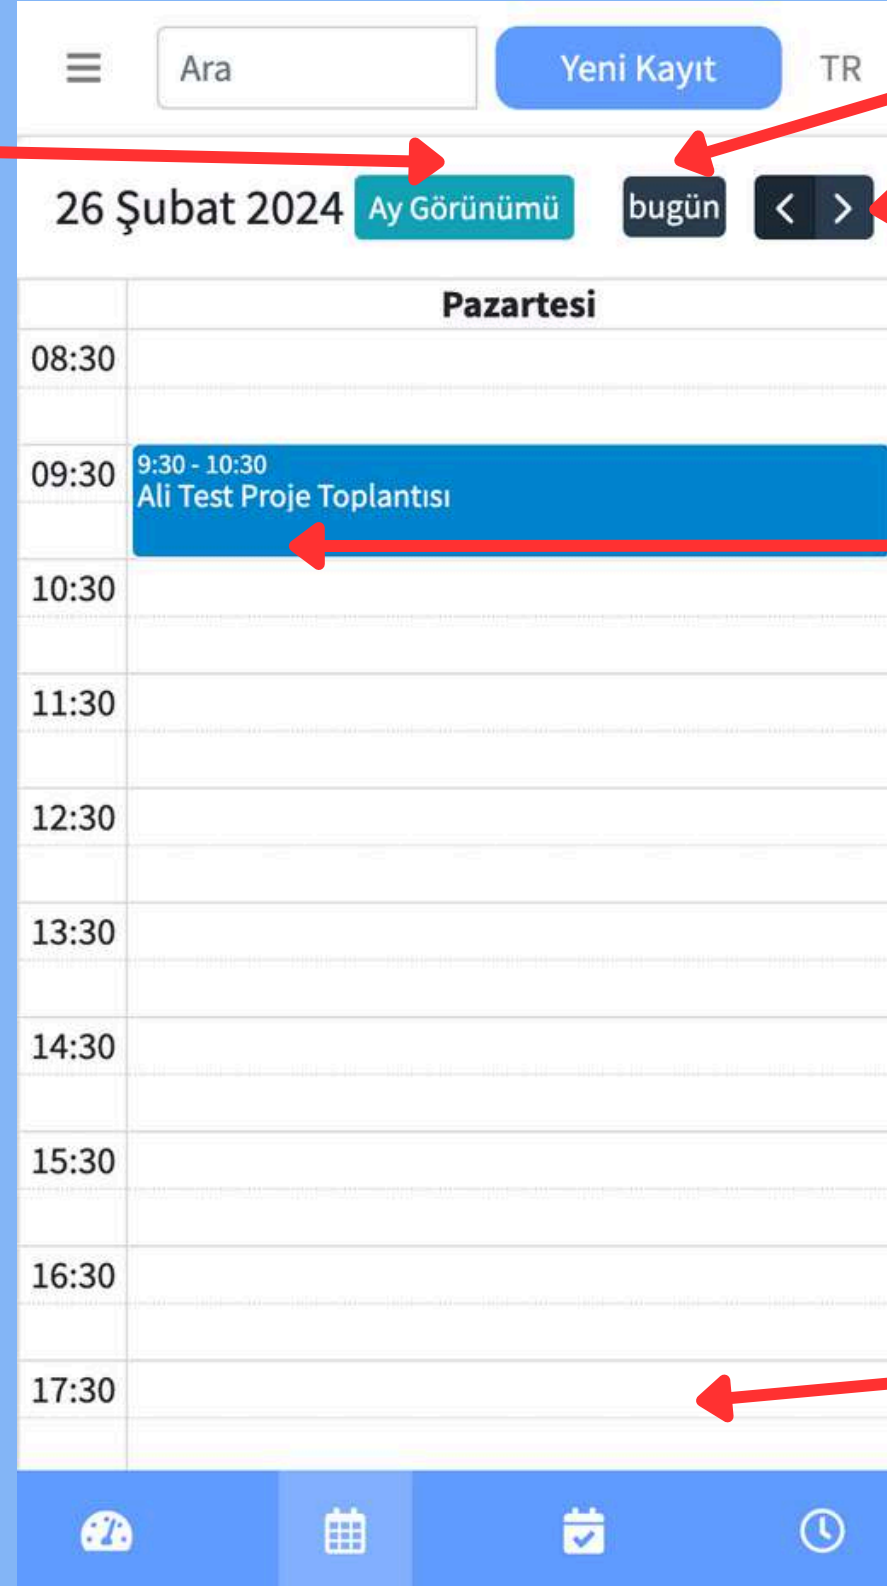 Ara
Yeni Kayıt
TR
26 Şubat 2024
Ay Görünümü
bugün
Pazartesi
08:30
09:30
9:30 - 10:30
Ali Test Proje Toplantısı
10:30
11:30
12:30
13:30
14:30
15:30
16:30
17:30